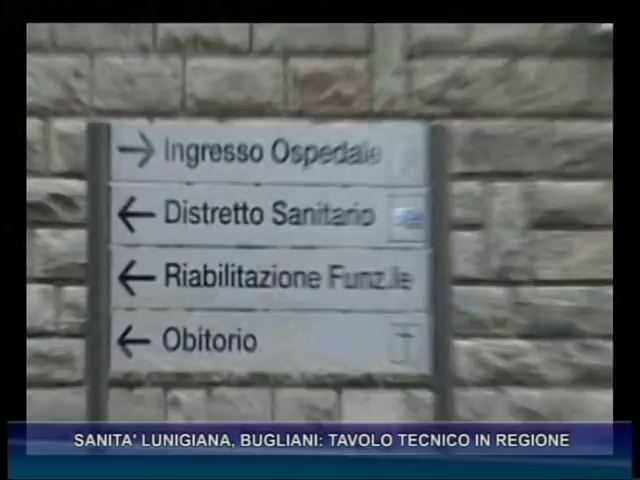 Ingresso Ospedale
Distretto Sanitario
Riabilitazione Funz.le
Obitorio
SANITA' LUNIGIANA, BUGLIANI: TAVOLO TECNICO IN REGIONE